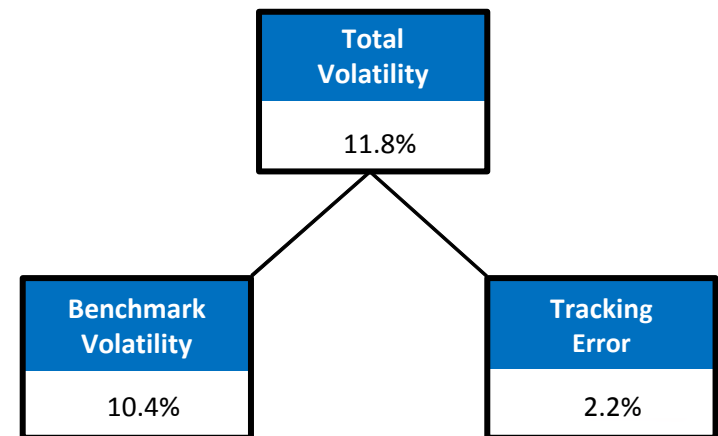 Total
Volatility
11.8%
Benchmark
Volatility
10.4%
Tracking
Error
2.2%